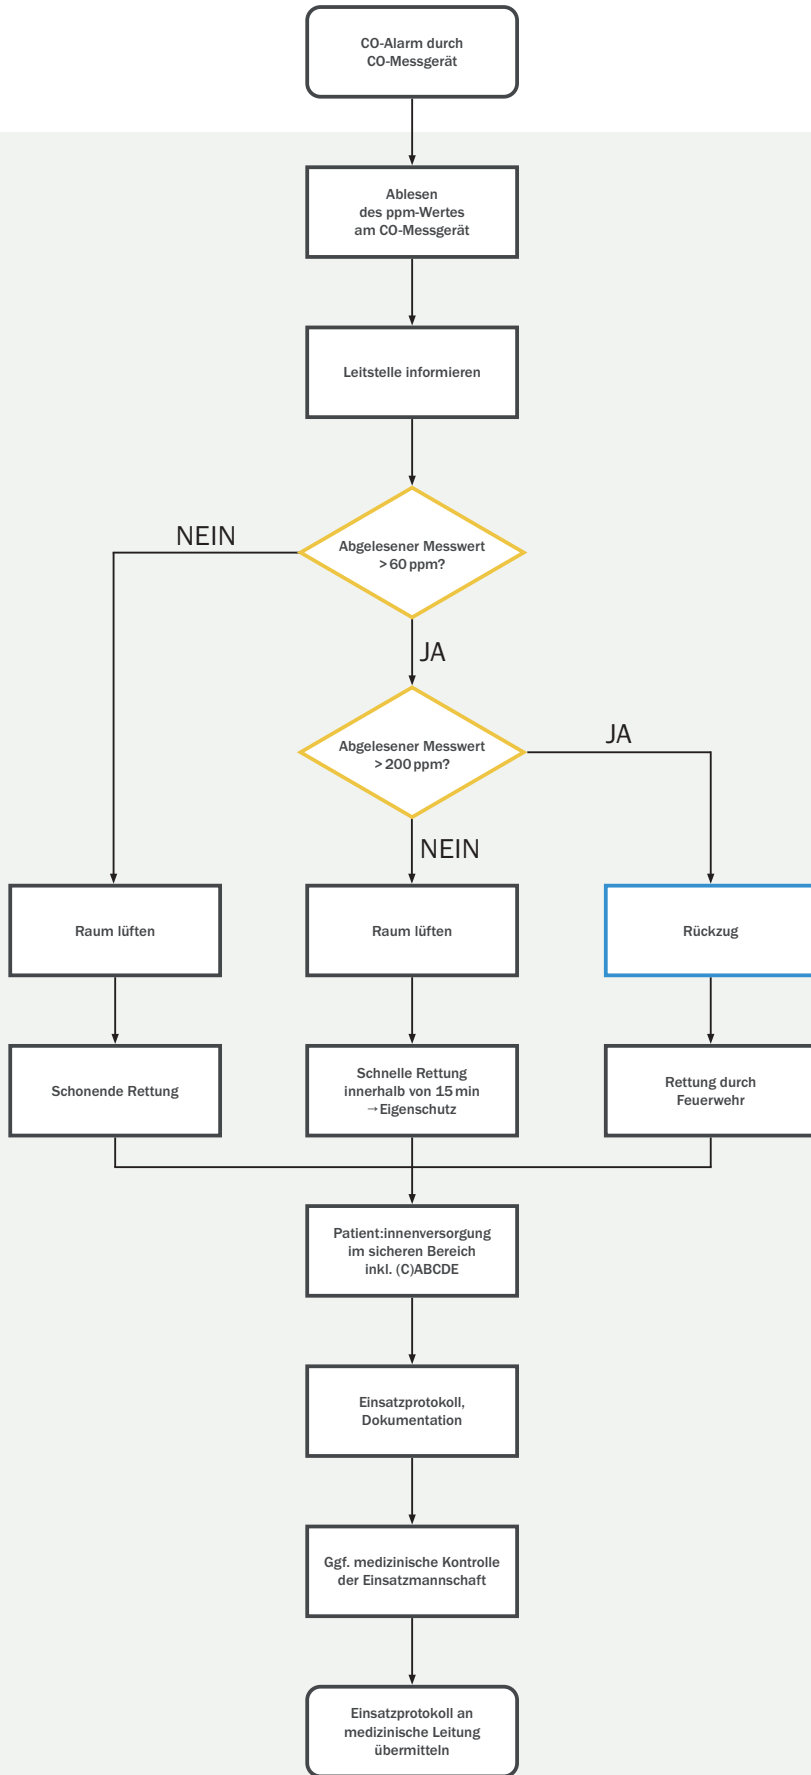 CO-Alarm durch
CO-Messgerät
Ablesen
des ppm-Wertes
am CO-Messgerät
Leitstelle informieren
NEIN
Abgelesener Messwert
> 60 ppm?
JA
Abgelesener Messwert
> 200 ppm?
JA
NEIN
Raum lüften
Raum lüften
Rückzug
Schonende Rettung
Schnelle Rettung
innerhalb von 15 min
→Eigenschutz
Rettung durch
Feuerwehr
Patient:innenversorgung
im sicheren Bereich
inkl. (C)ABCDE
Einsatzprotokoll,
Dokumentation
Ggf. medizinische Kontrolle
der Einsatzmannschaft
Einsatzprotokoll an
medizinische Leitung
übermitteln